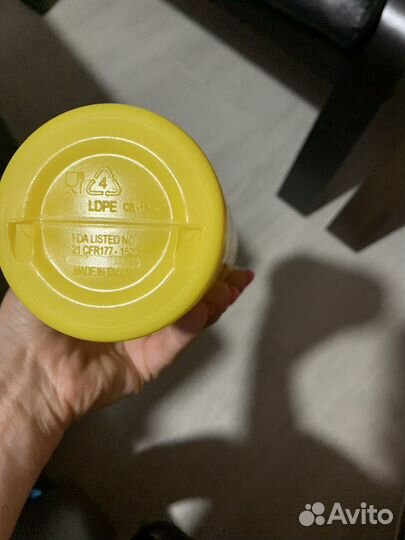 4
LDPE
FDA LISTED NO.
21 CFR177 - 1520
MADE IN TAIWAN
Avito